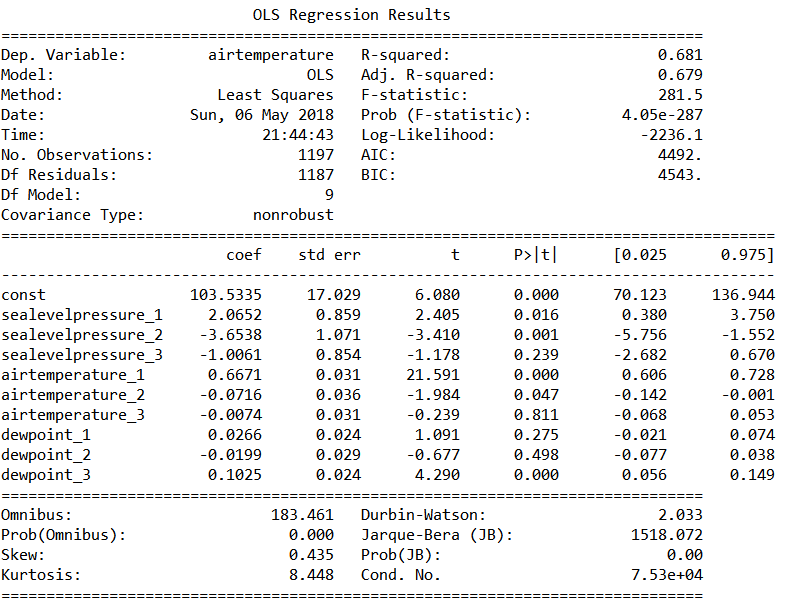 OLS Regression Results
==============================================================================
Dep. Variable:         airtemperature   R-squared:                       0.681
Model:                            OLS   Adj. R-squared:                  0.679
Method:                 Least Squares   F-statistic:                     281.5
Date:                Sun, 06 May 2018   Prob (F-statistic):          4.05e-287
Time:                        21:44:43   Log-Likelihood:                -2236.1
No. Observations:                1197   AIC:                             4492.
Df Residuals:                    1187   BIC:                             4543.
Df Model:                           9
Covariance Type:            nonrobust
======================================================================================
                         coef    std err          t      P>|t|      [0.025      0.975]
--------------------------------------------------------------------------------------
const                103.5335     17.029      6.080      0.000      70.123     136.944
sealevelpressure_1     2.0652      0.859      2.405      0.016       0.380       3.750
sealevelpressure_2    -3.6538      1.071     -3.410      0.001      -5.756      -1.552
sealevelpressure_3    -1.0061      0.854     -1.178      0.239      -2.682       0.670
airtemperature_1       0.6671      0.031     21.591      0.000       0.606       0.728
airtemperature_2      -0.0716      0.036     -1.984      0.047      -0.142      -0.001
airtemperature_3      -0.0074      0.031     -0.239      0.811      -0.068       0.053
dewpoint_1             0.0266      0.024      1.091      0.275      -0.021       0.074
dewpoint_2            -0.0199      0.029     -0.677      0.498      -0.077       0.038
dewpoint_3             0.1025      0.024      4.290      0.000       0.056       0.149
==============================================================================
Omnibus:                      183.461   Durbin-Watson:                   2.033
Prob(Omnibus):                  0.000   Jarque-Bera (JB):             1518.072
Skew:                           0.435   Prob(JB):                         0.00
Kurtosis:                       8.448   Cond. No.                     7.53e+04
==============================================================================